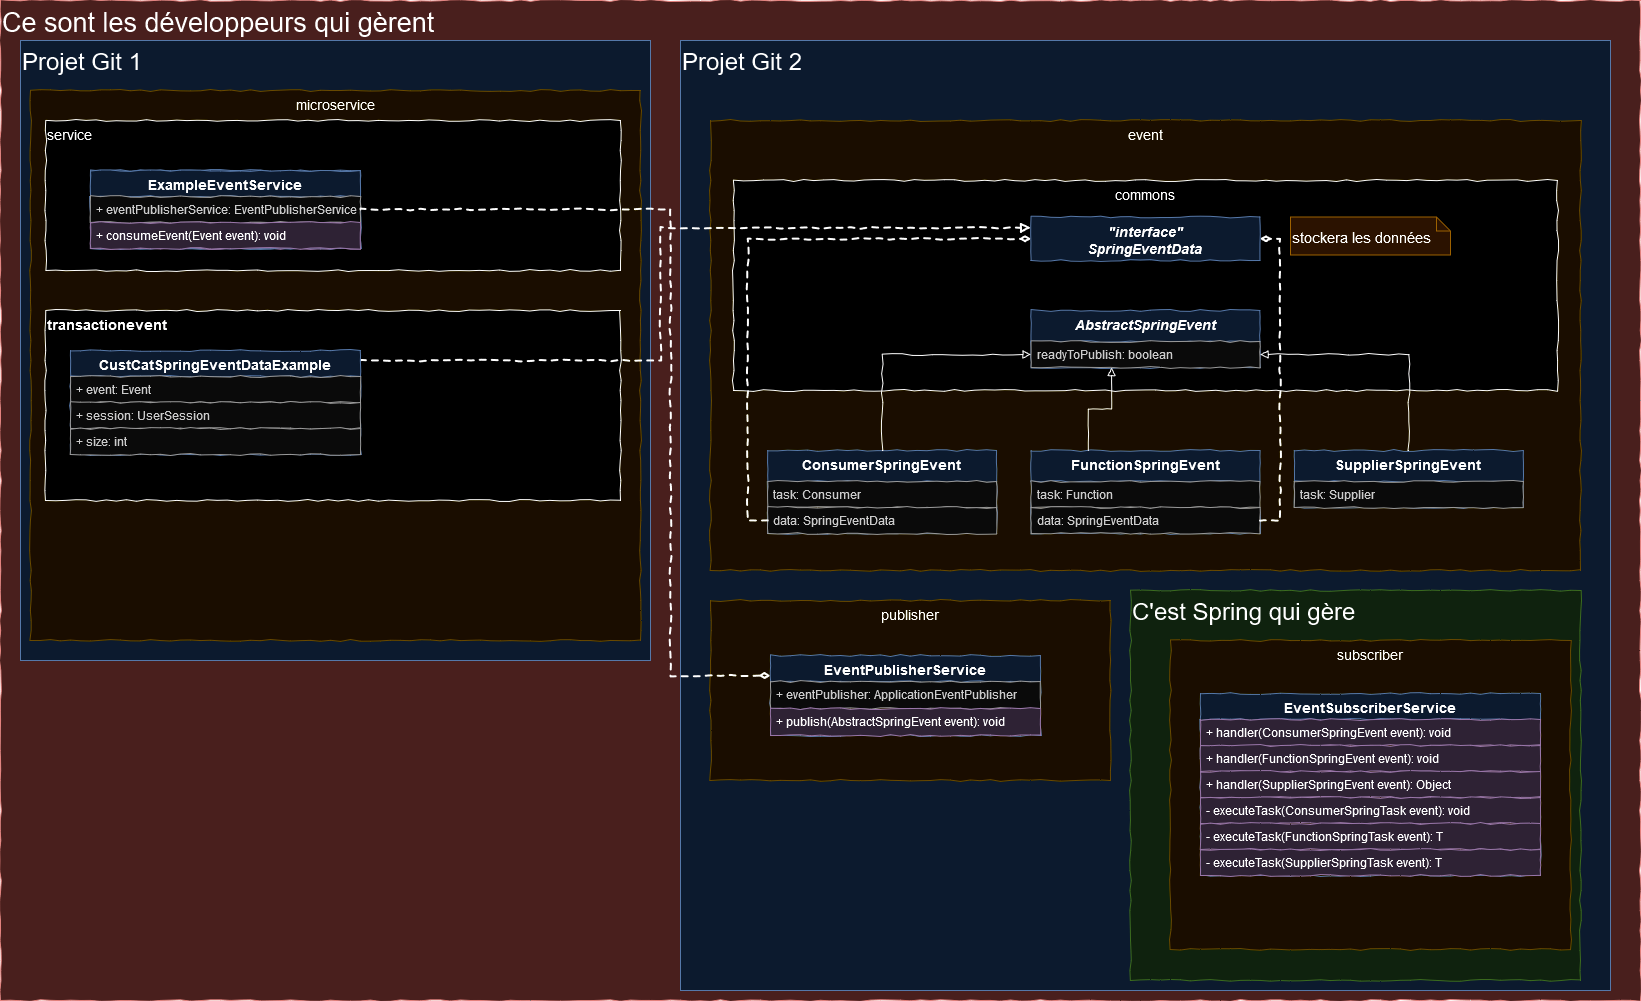 Ce sont les développeurs qui gèrent
Projet Git 1
microservice
service
ExampleEventService
+ eventPublisherService: EventPublisherService
+ consumeEvent(Event event): void
transactionevent
CustCatSpringEventDataExample
+ event: Event
+ session: UserSession
+ size: int
Projet Git 2
event
commons
"interface"
SpringEventData
stockera les données
AbstractSpringEvent
readyToPublish: boolean
ConsumerSpringEvent
task: Consumer
data: SpringEventData
FunctionSpringEvent
task: Function
data: SpringEventData
SupplierSpringEvent
task: Supplier
publisher
EventPublisherService
+ eventPublisher: ApplicationEventPublisher
+ publish(AbstractSpringEvent event): void
C'est Spring qui gère
subscriber
EventSubscriberService
+ handler(ConsumerSpringEvent event): void
+ handler(FunctionSpringEvent event): void
+ handler(SupplierSpringEvent event): Object
- executeTask(ConsumerSpringTask event): void
- executeTask(FunctionSpringTask event): T
- executeTask(SupplierSpringTask event): T